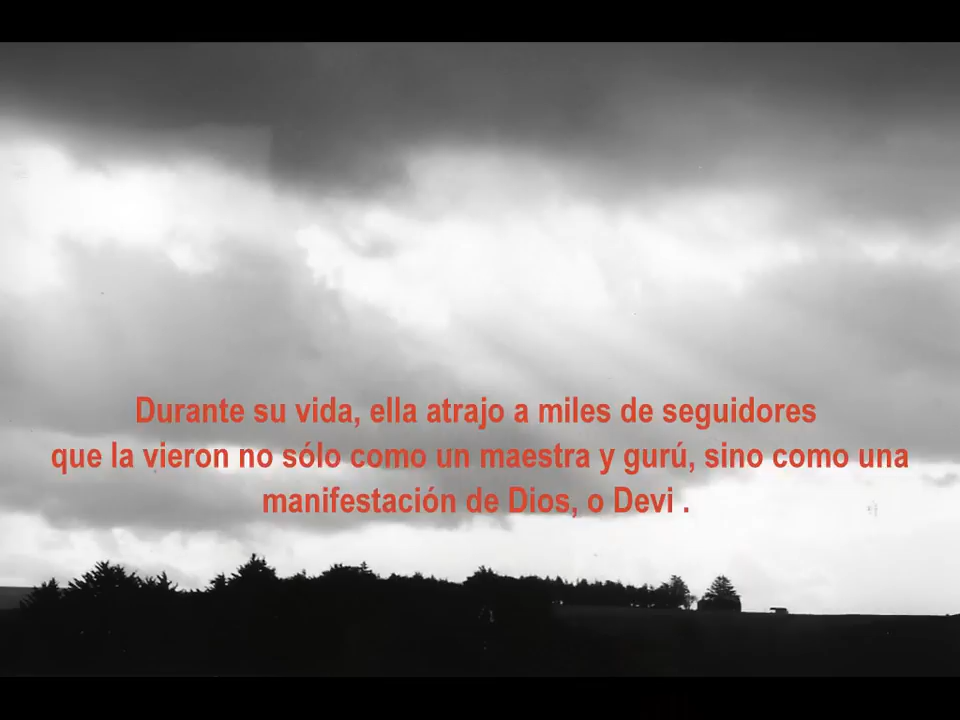 Durante su vida, ella atrajo a miles de seguidores
que la vieron no sólo como un maestra y gurú, sino como una
manifestación de Dios, o Devi .